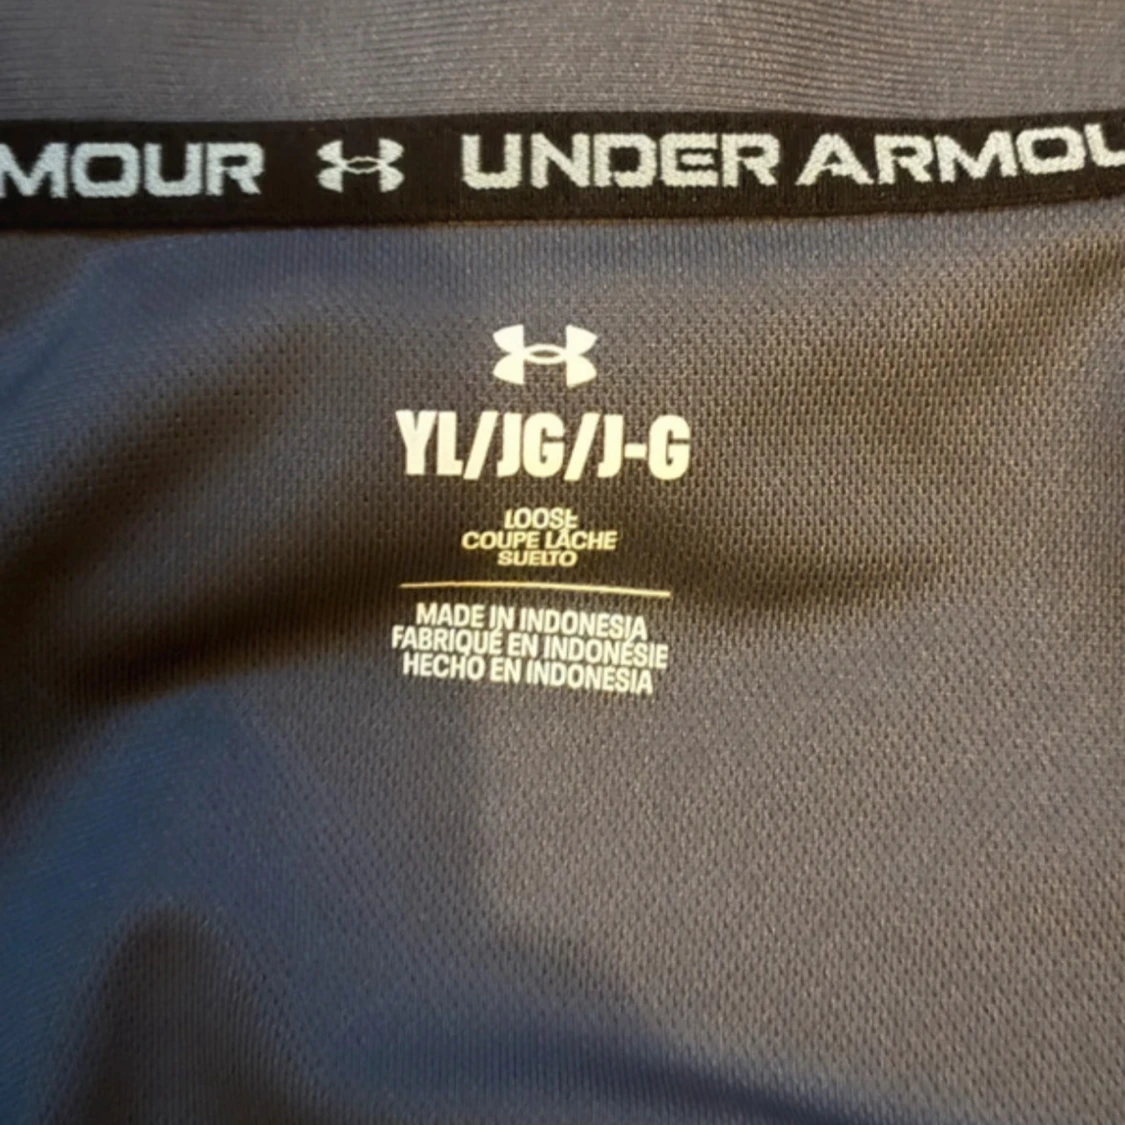 MOUR UNDER ARMOU
YL/JG/J-G
LOOSE
COUPE LÂCHE
SUELTO
MADE IN INDONESIA
FABRIQUÉ EN INDONÉSIE
HECHO EN INDONESIA